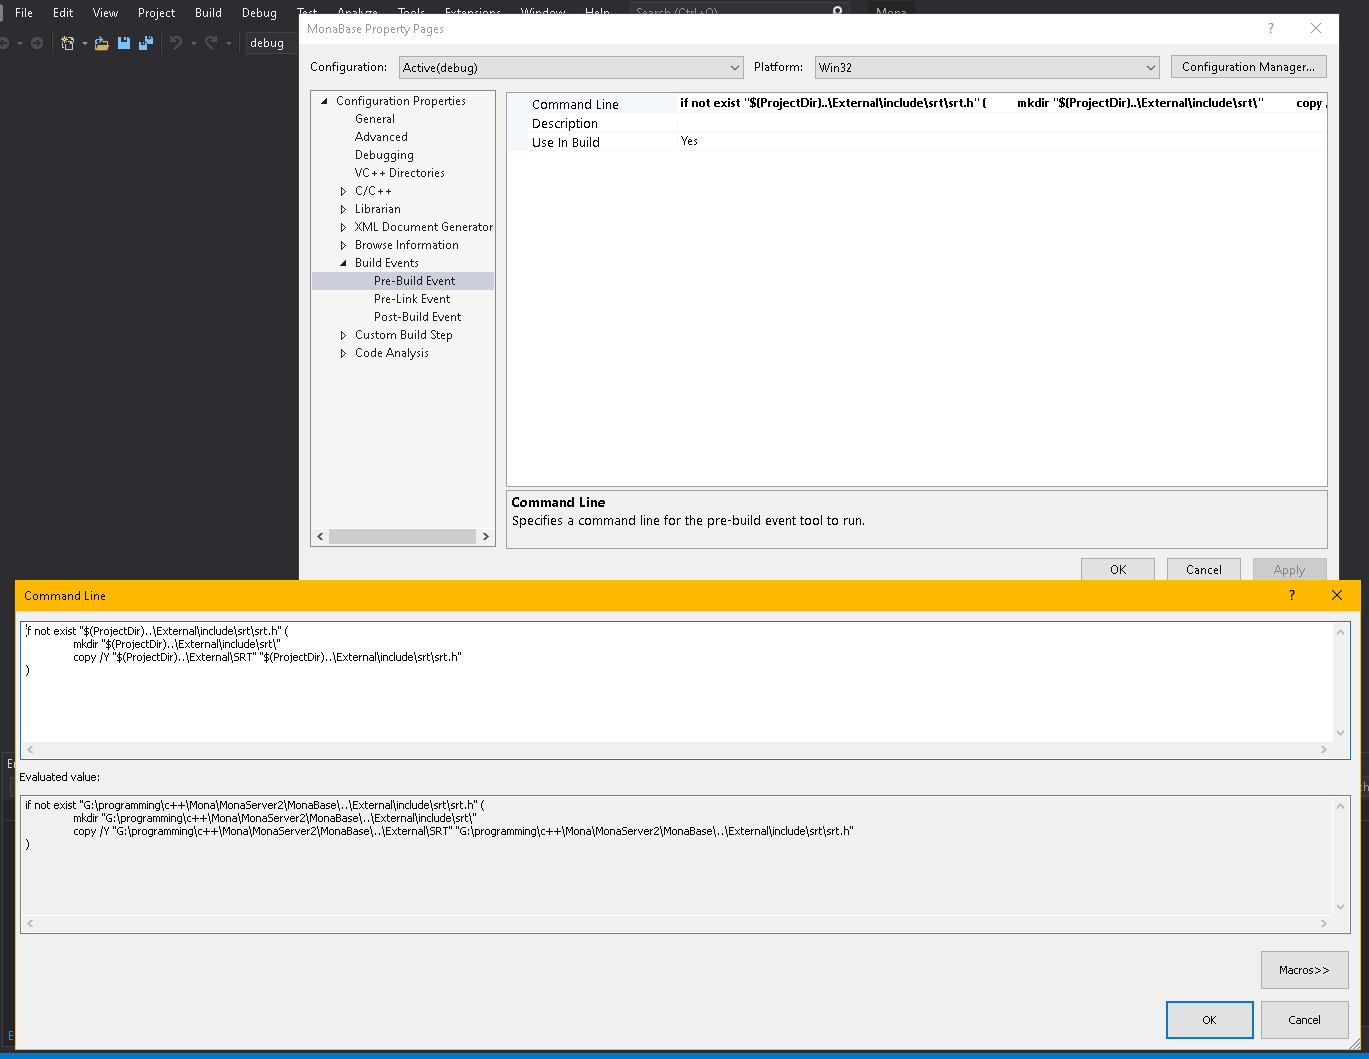 File Edit View Project Build Debug Test Analyze Tools Extensions Window Help Search (Ctrl+Q) Mona
debug
MonaBase Property Pages
Configuration: Active(debug) Platform: Win32 Configuration Manager...
Configuration Properties
General
Advanced
Debugging
VC++ Directories
C/C++
Librarian
XML Document Generator
Browse Information
Build Events
Pre-Build Event
Pre-Link Event
Post-Build Event
Custom Build Step
Code Analysis
Command Line if not exist "$(ProjectDir)..\External\include\srt\srt.h" ( mkdir "$(ProjectDir)..\External\include\srt\" copy /
Description
Use In Build Yes
Command Line
Specifies a command line for the pre-build event tool to run.
OK Cancel Apply
Command Line
if not exist "$(ProjectDir)..\External\include\srt\srt.h" (
mkdir "$(ProjectDir)..\External\include\srt\"
copy /Y "$(ProjectDir)..\External\SRT" "$(ProjectDir)..\External\include\srt\srt.h"
)
Evaluated value:
if not exist "G:\programming\c++\Mona\MonaServer2\MonaBase\..\External\include\srt\srt.h" (
mkdir "G:\programming\c++\Mona\MonaServer2\MonaBase\..\External\include\srt\"
copy /Y "G:\programming\c++\Mona\MonaServer2\MonaBase\..\External\SRT" "G:\programming\c++\Mona\MonaServer2\MonaBase\..\External\include\srt\srt.h"
)
Macros>>
OK Cancel